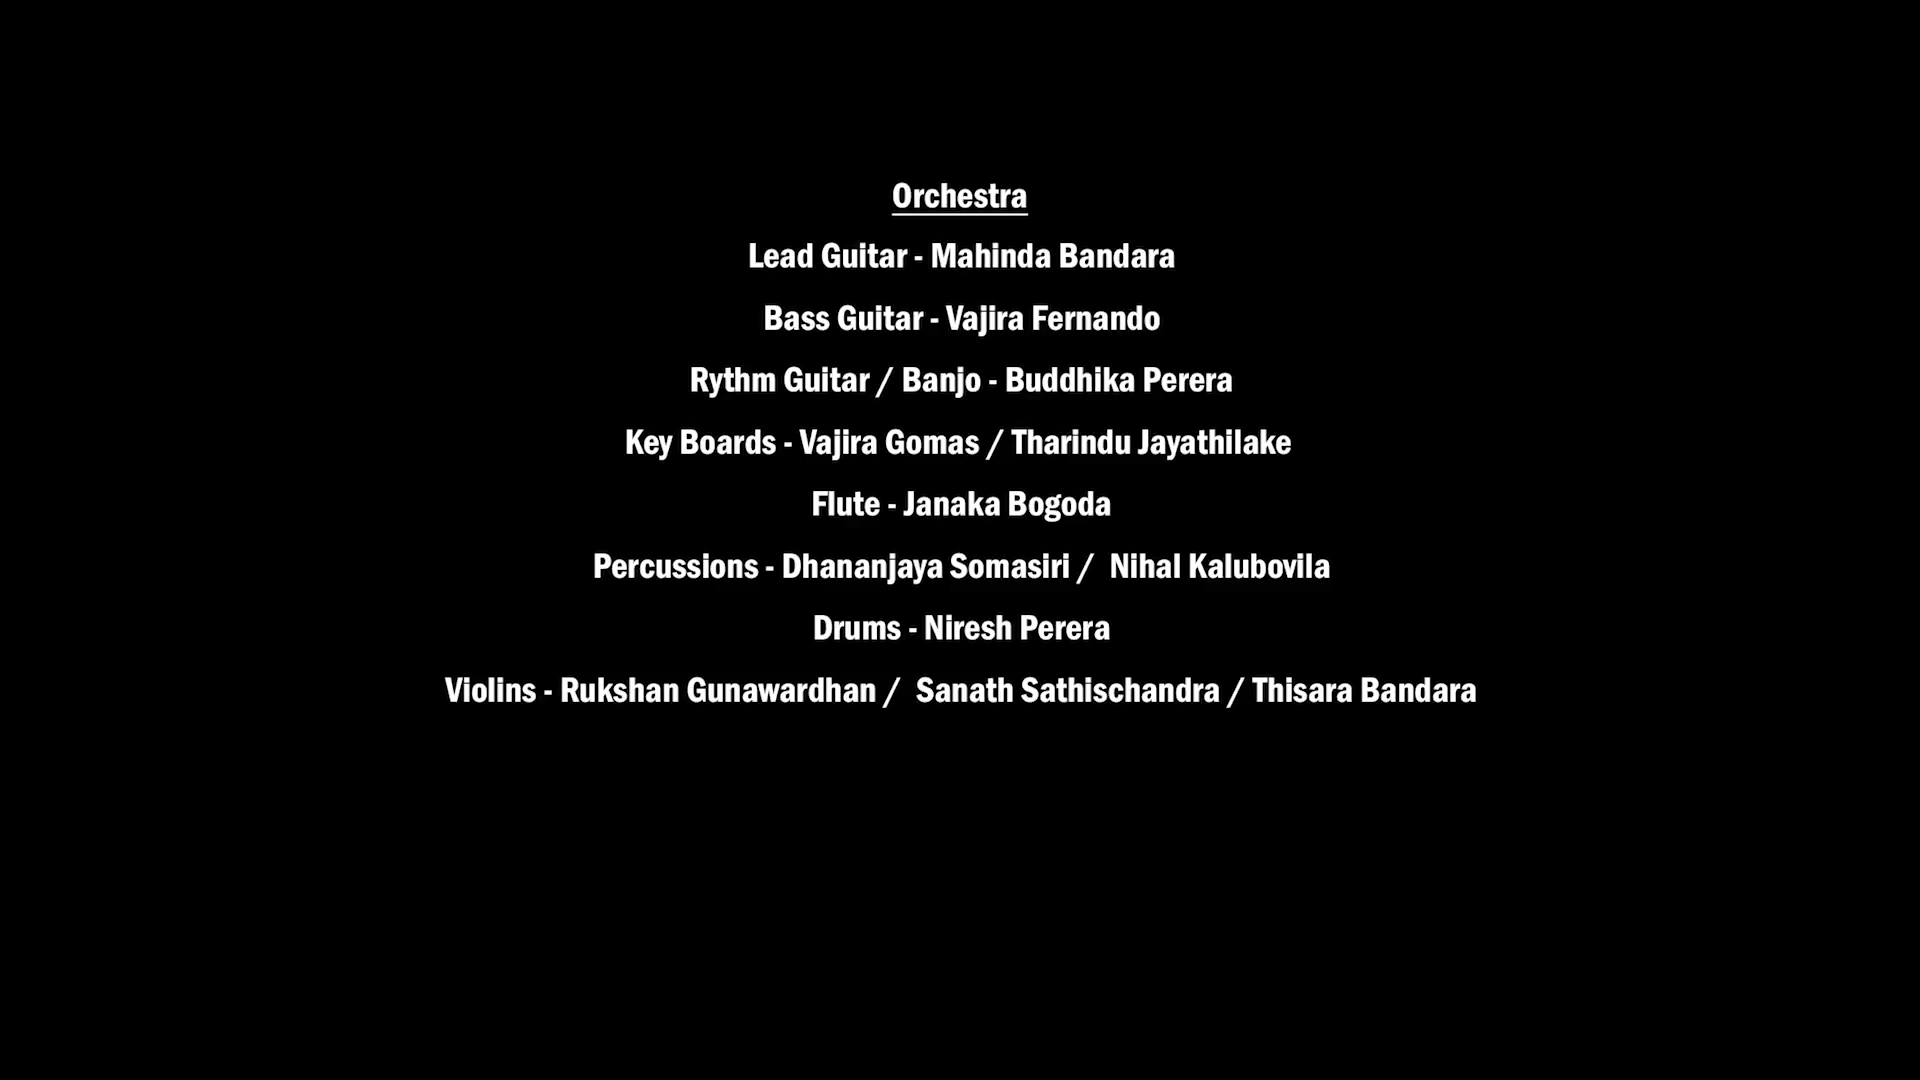 Orchestra
Lead Guitar - Mahinda Bandara
Bass Guitar - Vajira Fernando
Rythm Guitar / Banjo - Buddhika Perera
Key Boards - Vajira Gomas / Tharindu Jayathilake
Flute - Janaka Bogoda
Percussions - Dhananjaya Somasiri /  Nihal Kalubovila
Drums - Niresh Perera
Violins - Rukshan Gunawardhan /  Sanath Sathischandra / Thisara Bandara